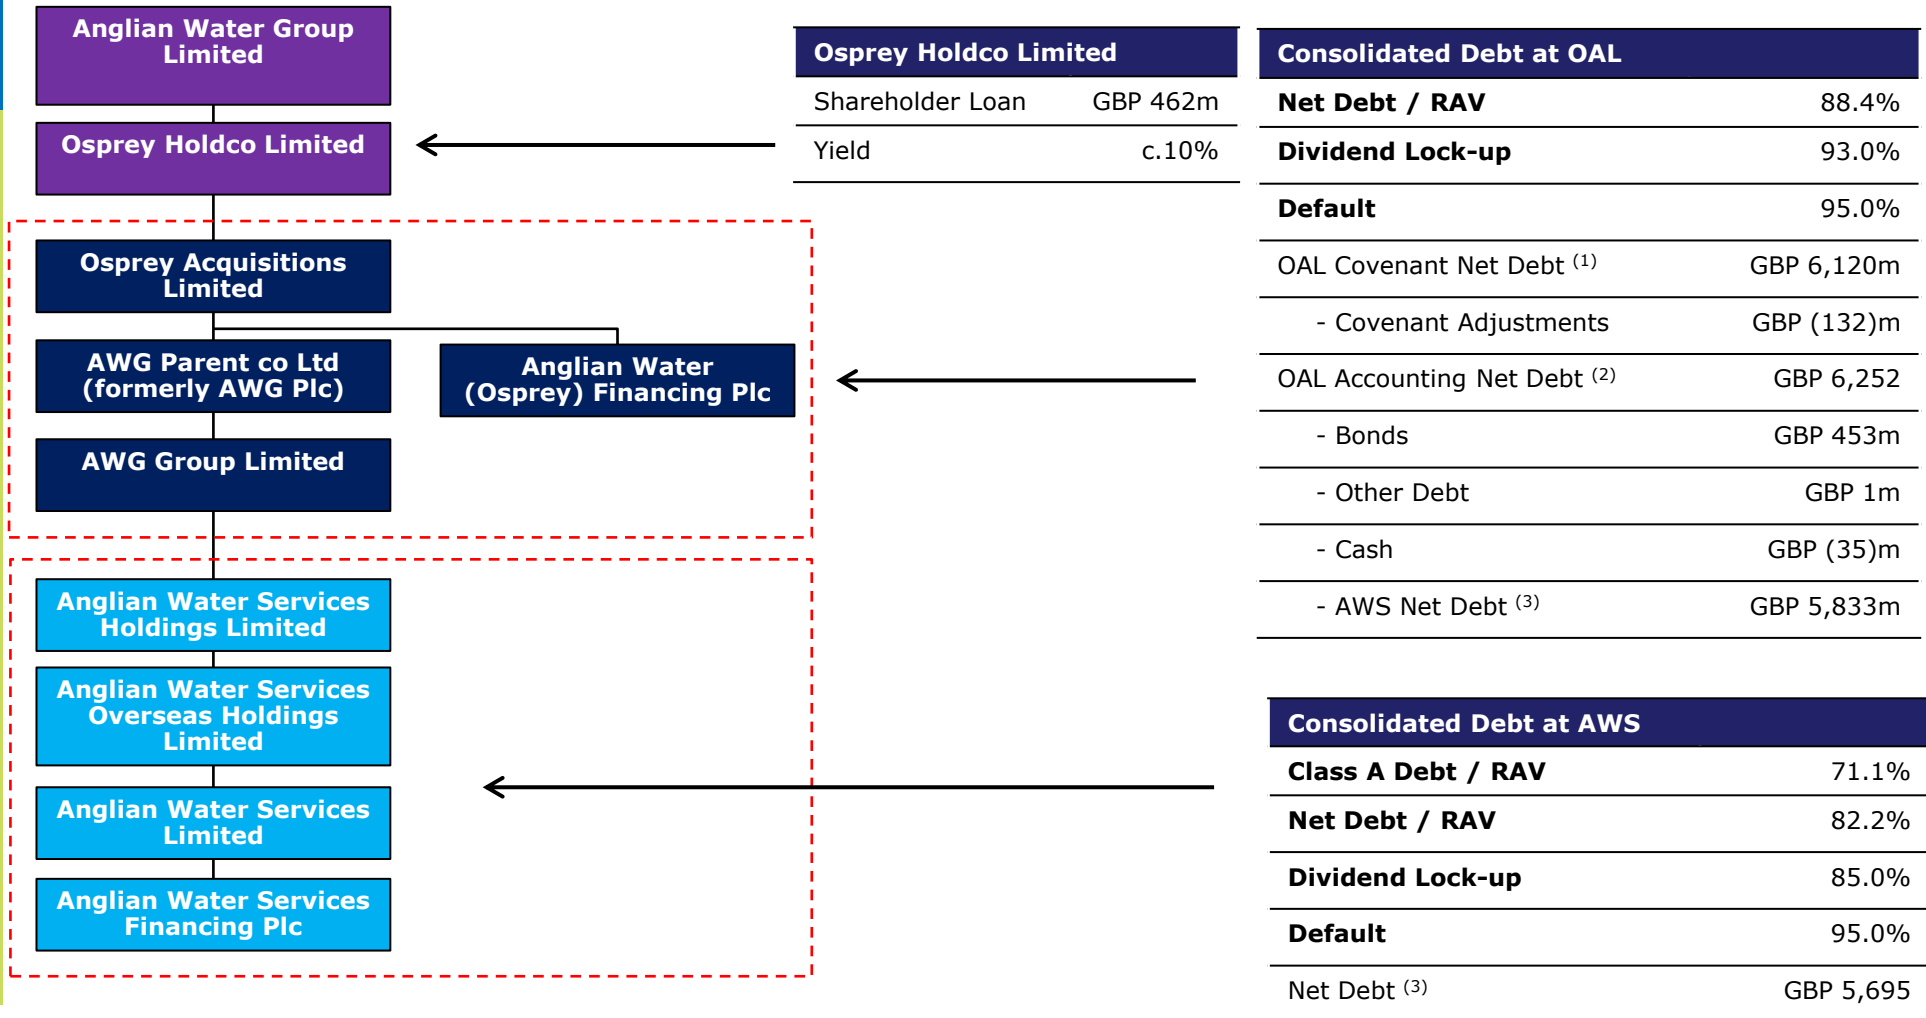 Anglian Water Group
Limited
Osprey Holdco Limited
Osprey Acquisitions
Limited
AWG Parent co Ltd
(formerly AWG Plc)
Anglian Water
(Osprey) Financing Plc
AWG Group Limited
Anglian Water Services
Holdings Limited
Anglian Water Services
Overseas Holdings
Limited
Anglian Water Services
Limited
Anglian Water Services
Financing Plc
Osprey Holdco Limited
Shareholder Loan GBP 462m
Yield c.10%
Consolidated Debt at OAL
Net Debt / RAV 88.4%
Dividend Lock-up 93.0%
Default 95.0%
OAL Covenant Net Debt (1) GBP 6,120m
- Covenant Adjustments GBP (132)m
OAL Accounting Net Debt (2) GBP 6,252
- Bonds GBP 453m
- Other Debt GBP 1m
- Cash GBP (35)m
- AWS Net Debt (3) GBP 5,833m
Consolidated Debt at AWS
Class A Debt / RAV 71.1%
Net Debt / RAV 82.2%
Dividend Lock-up 85.0%
Default 95.0%
Net Debt (3) GBP 5,695